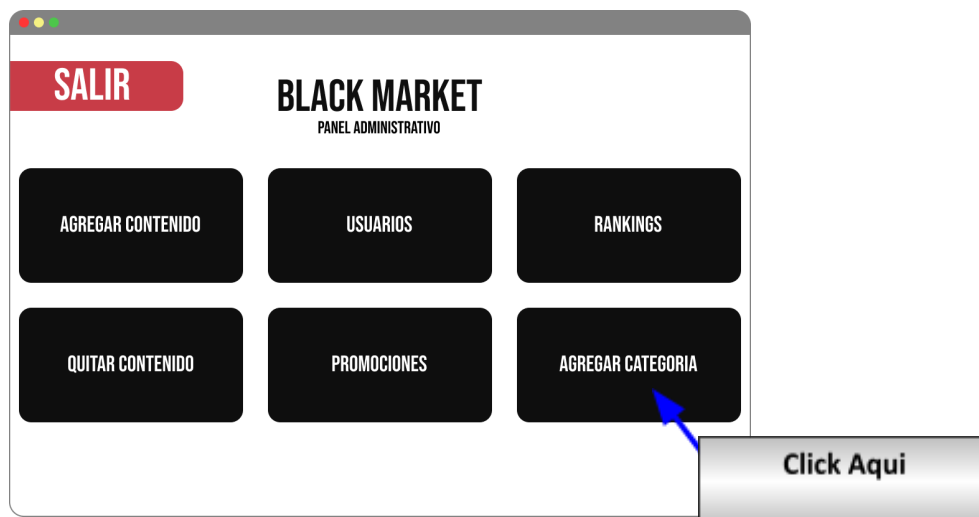 SALIR
BLACK MARKET
PANEL ADMINISTRATIVO
AGREGAR CONTENIDO
USUARIOS
RANKINGS
QUITAR CONTENIDO
PROMOCIONES
AGREGAR CATEGORIA
Click Aqui